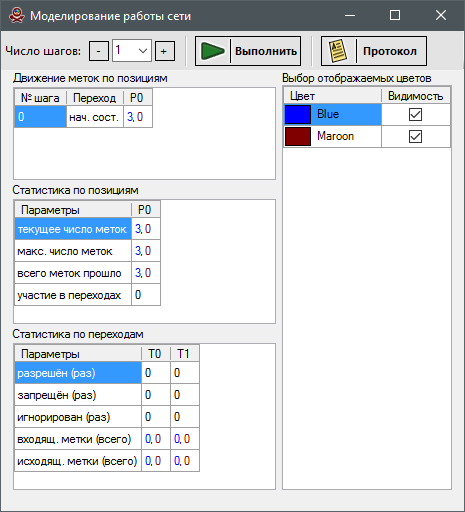 Моделирование работы сети
Число шагов: - 1 + Выполнить Протокол
Движение меток по позициям
№ шага Переход P0
0 нач. сост. 3, 0
Статистика по позициям
Параметры P0
текущее число меток 3, 0
макс. число меток 3, 0
всего меток прошло 3, 0
участие в переходах 0
Статистика по переходам
Параметры T0 T1
разрешён (раз) 0 0
запрещён (раз) 0 0
игнорирован (раз) 0 0
входящ. метки (всего) 0, 0 0, 0
исходящ. метки (всего) 0, 0 0, 0
Выбор отображаемых цветов
Цвет Видимость
Blue
Maroon